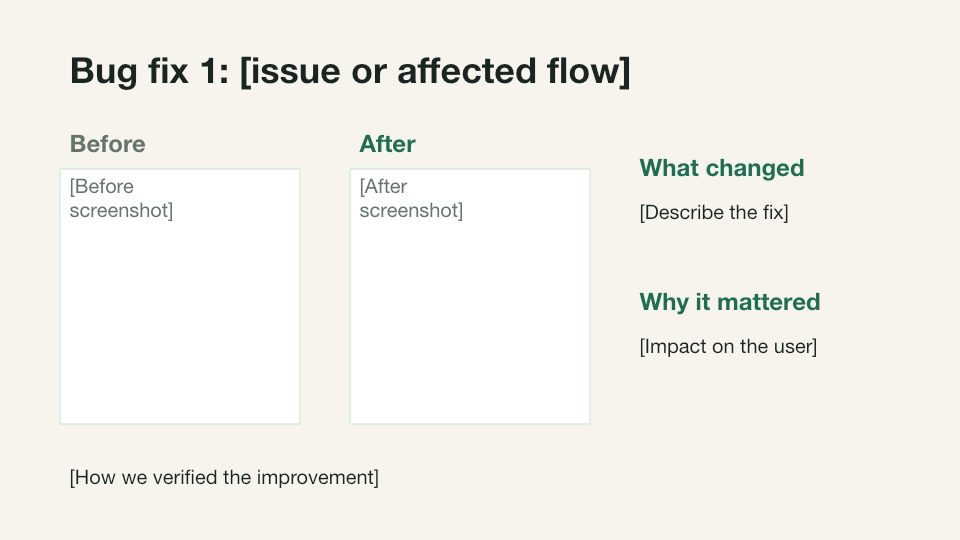 Bug fix 1: [issue or affected flow]
Before
[Before
screenshot]
After
[After
screenshot]
What changed
[Describe the fix]
Why it mattered
[Impact on the user]
[How we verified the improvement]